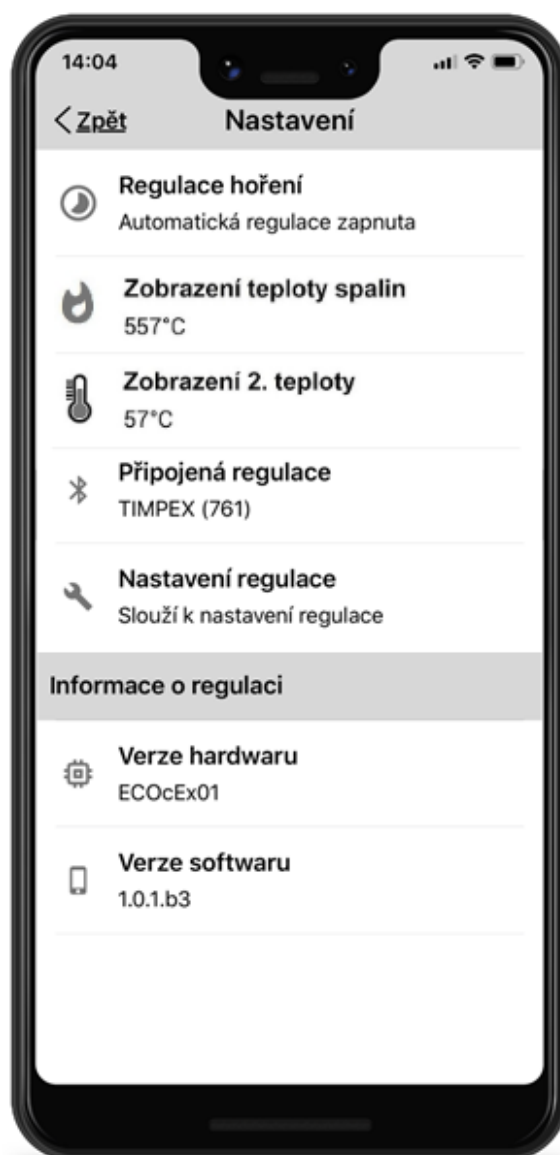 14:04
Zpět
Nastavení
Regulace hoření
Automatická regulace zapnuta
Zobrazení teploty spalin
557°C
Zobrazení 2. teploty
57°C
Připojená regulace
TIMPEX (761)
Nastavení regulace
Slouží k nastavení regulace
Informace o regulaci
Verze hardwaru
ECOcEx01
Verze softwaru
1.0.1.b3